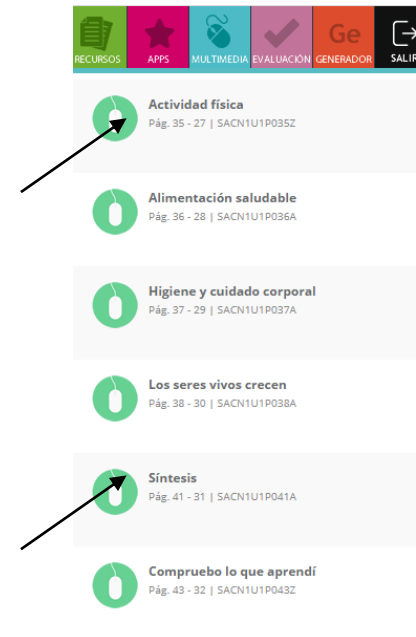 RECURSOS APPS MULTIMEDIA EVALUACIÓN Ge GENERADOR SALIR
Actividad física
Pág. 35 - 27 | SACN1U1P035Z
Alimentación saludable
Pág. 36 - 28 | SACN1U1P036A
Higiene y cuidado corporal
Pág. 37 - 29 | SACN1U1P037A
Los seres vivos crecen
Pág. 38 - 30 | SACN1U1P038A
Síntesis
Pág. 41 - 31 | SACN1U1P041A
Compruebo lo que aprendí
Pág. 43 - 32 | SACN1U1P043Z